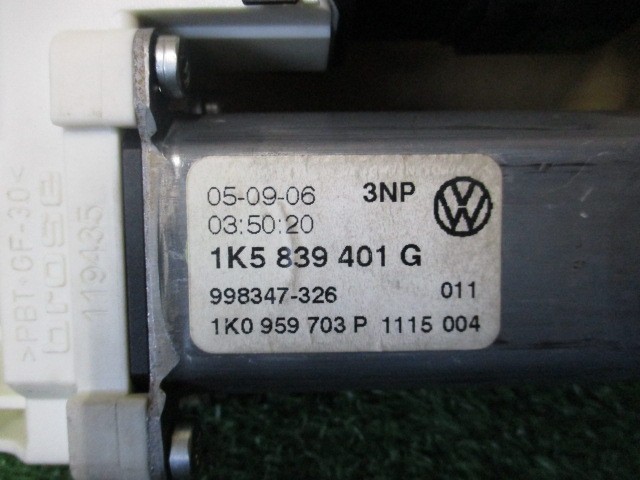 05-09-06 3NP
03:50:20
1K5 839 401 G
998347-326 011
1K0 959 703 P 1115 004
>PBT-GF-30<
brose
119435